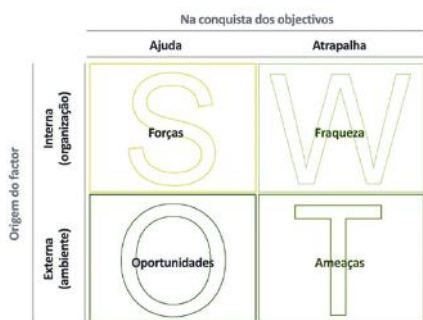 Na conquista dos objectivos
Ajuda
Atrapalha
Origem do factor
Interna
(organização)
S
Forças
W
Fraqueza
Externa
(ambiente)
O
Oportunidades
T
Ameaças